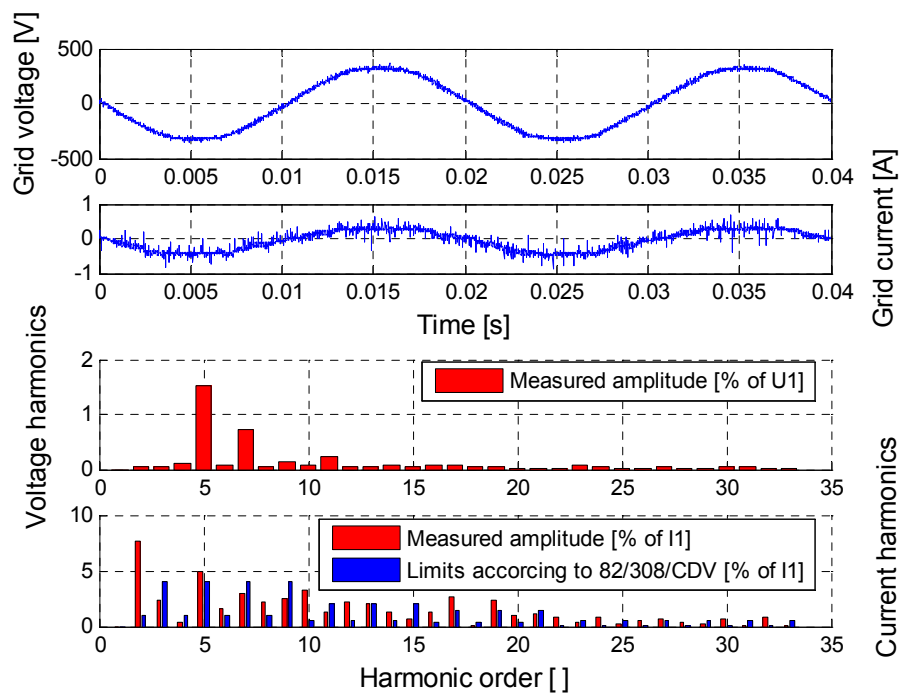 Grid voltage [V]
500
0
-500
0 0.005 0.01 0.015 0.02 0.025 0.03 0.035 0.04
Grid current [A]
1
0
-1
0 0.005 0.01 0.015 0.02 0.025 0.03 0.035 0.04
Time [s]
Voltage harmonics
2
1
0
Measured amplitude [% of U1]
0 5 10 15 20 25 30 35
Current harmonics
10
5
0
Measured amplitude [% of I1]
Limits accorcing to 82/308/CDV [% of I1]
0 5 10 15 20 25 30 35
Harmonic order [ ]